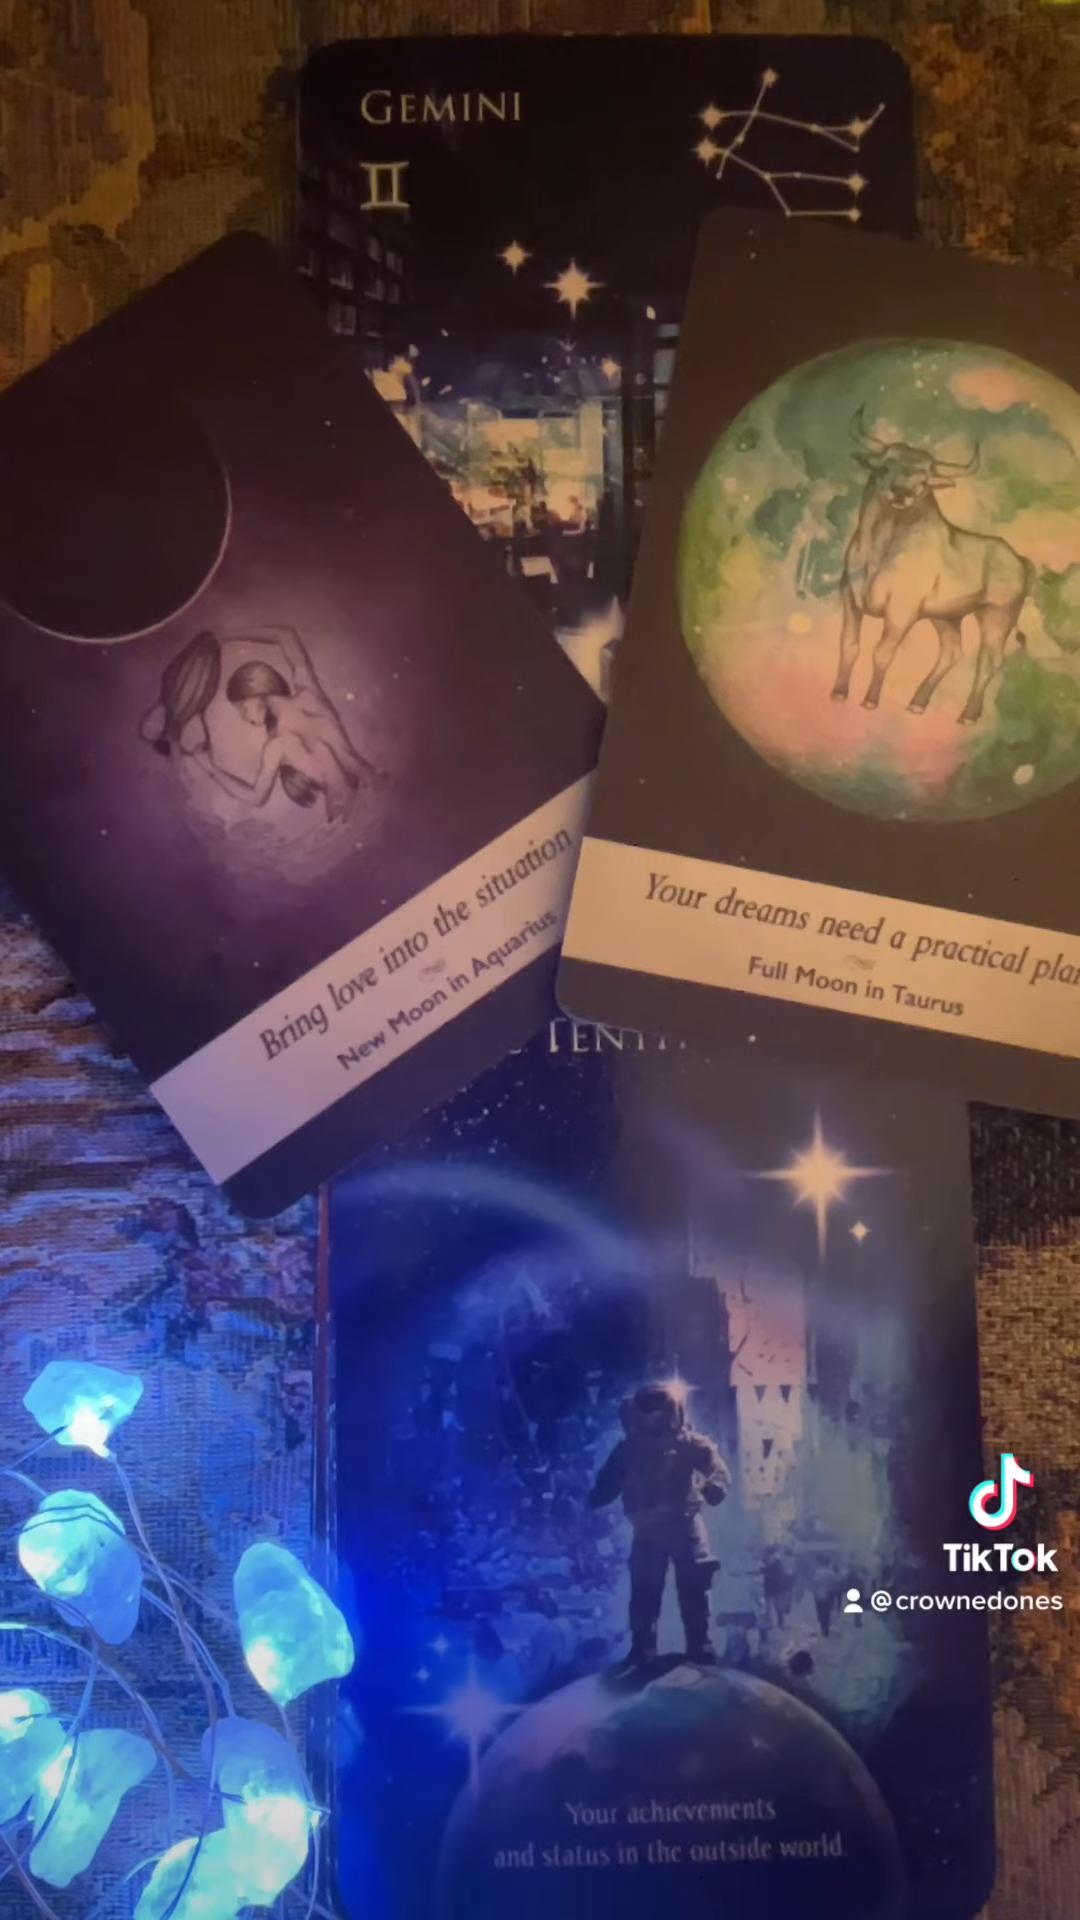 GEMINI
♊
Bring love into the situation
New Moon in Aquarius
Your dreams need a practical
Full Moon in Taurus
Your achievements
and status in the outside world.
TikTok
@crownedones